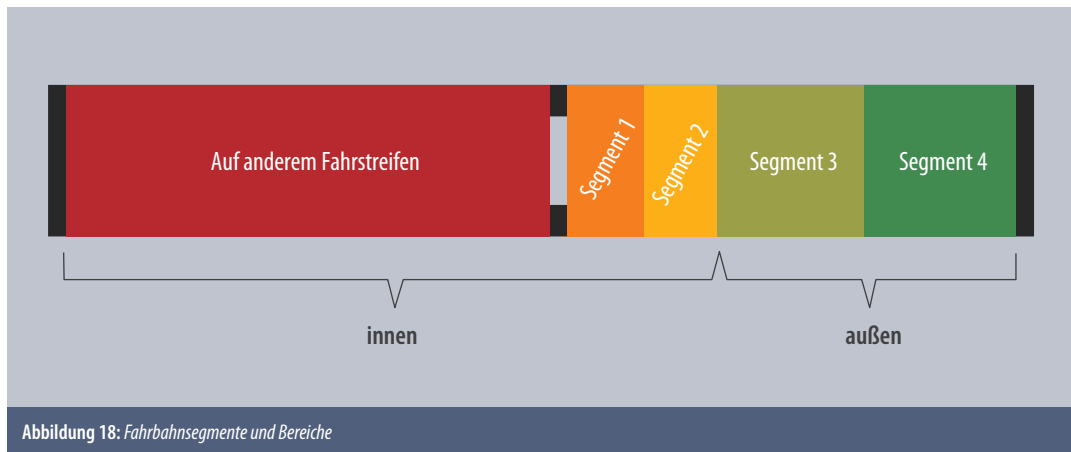 Auf anderem Fahrstreifen
Segment 1
Segment 2
Segment 3
Segment 4
innen
außen
Abbildung 18: Fahrbahnsegmente und Bereiche